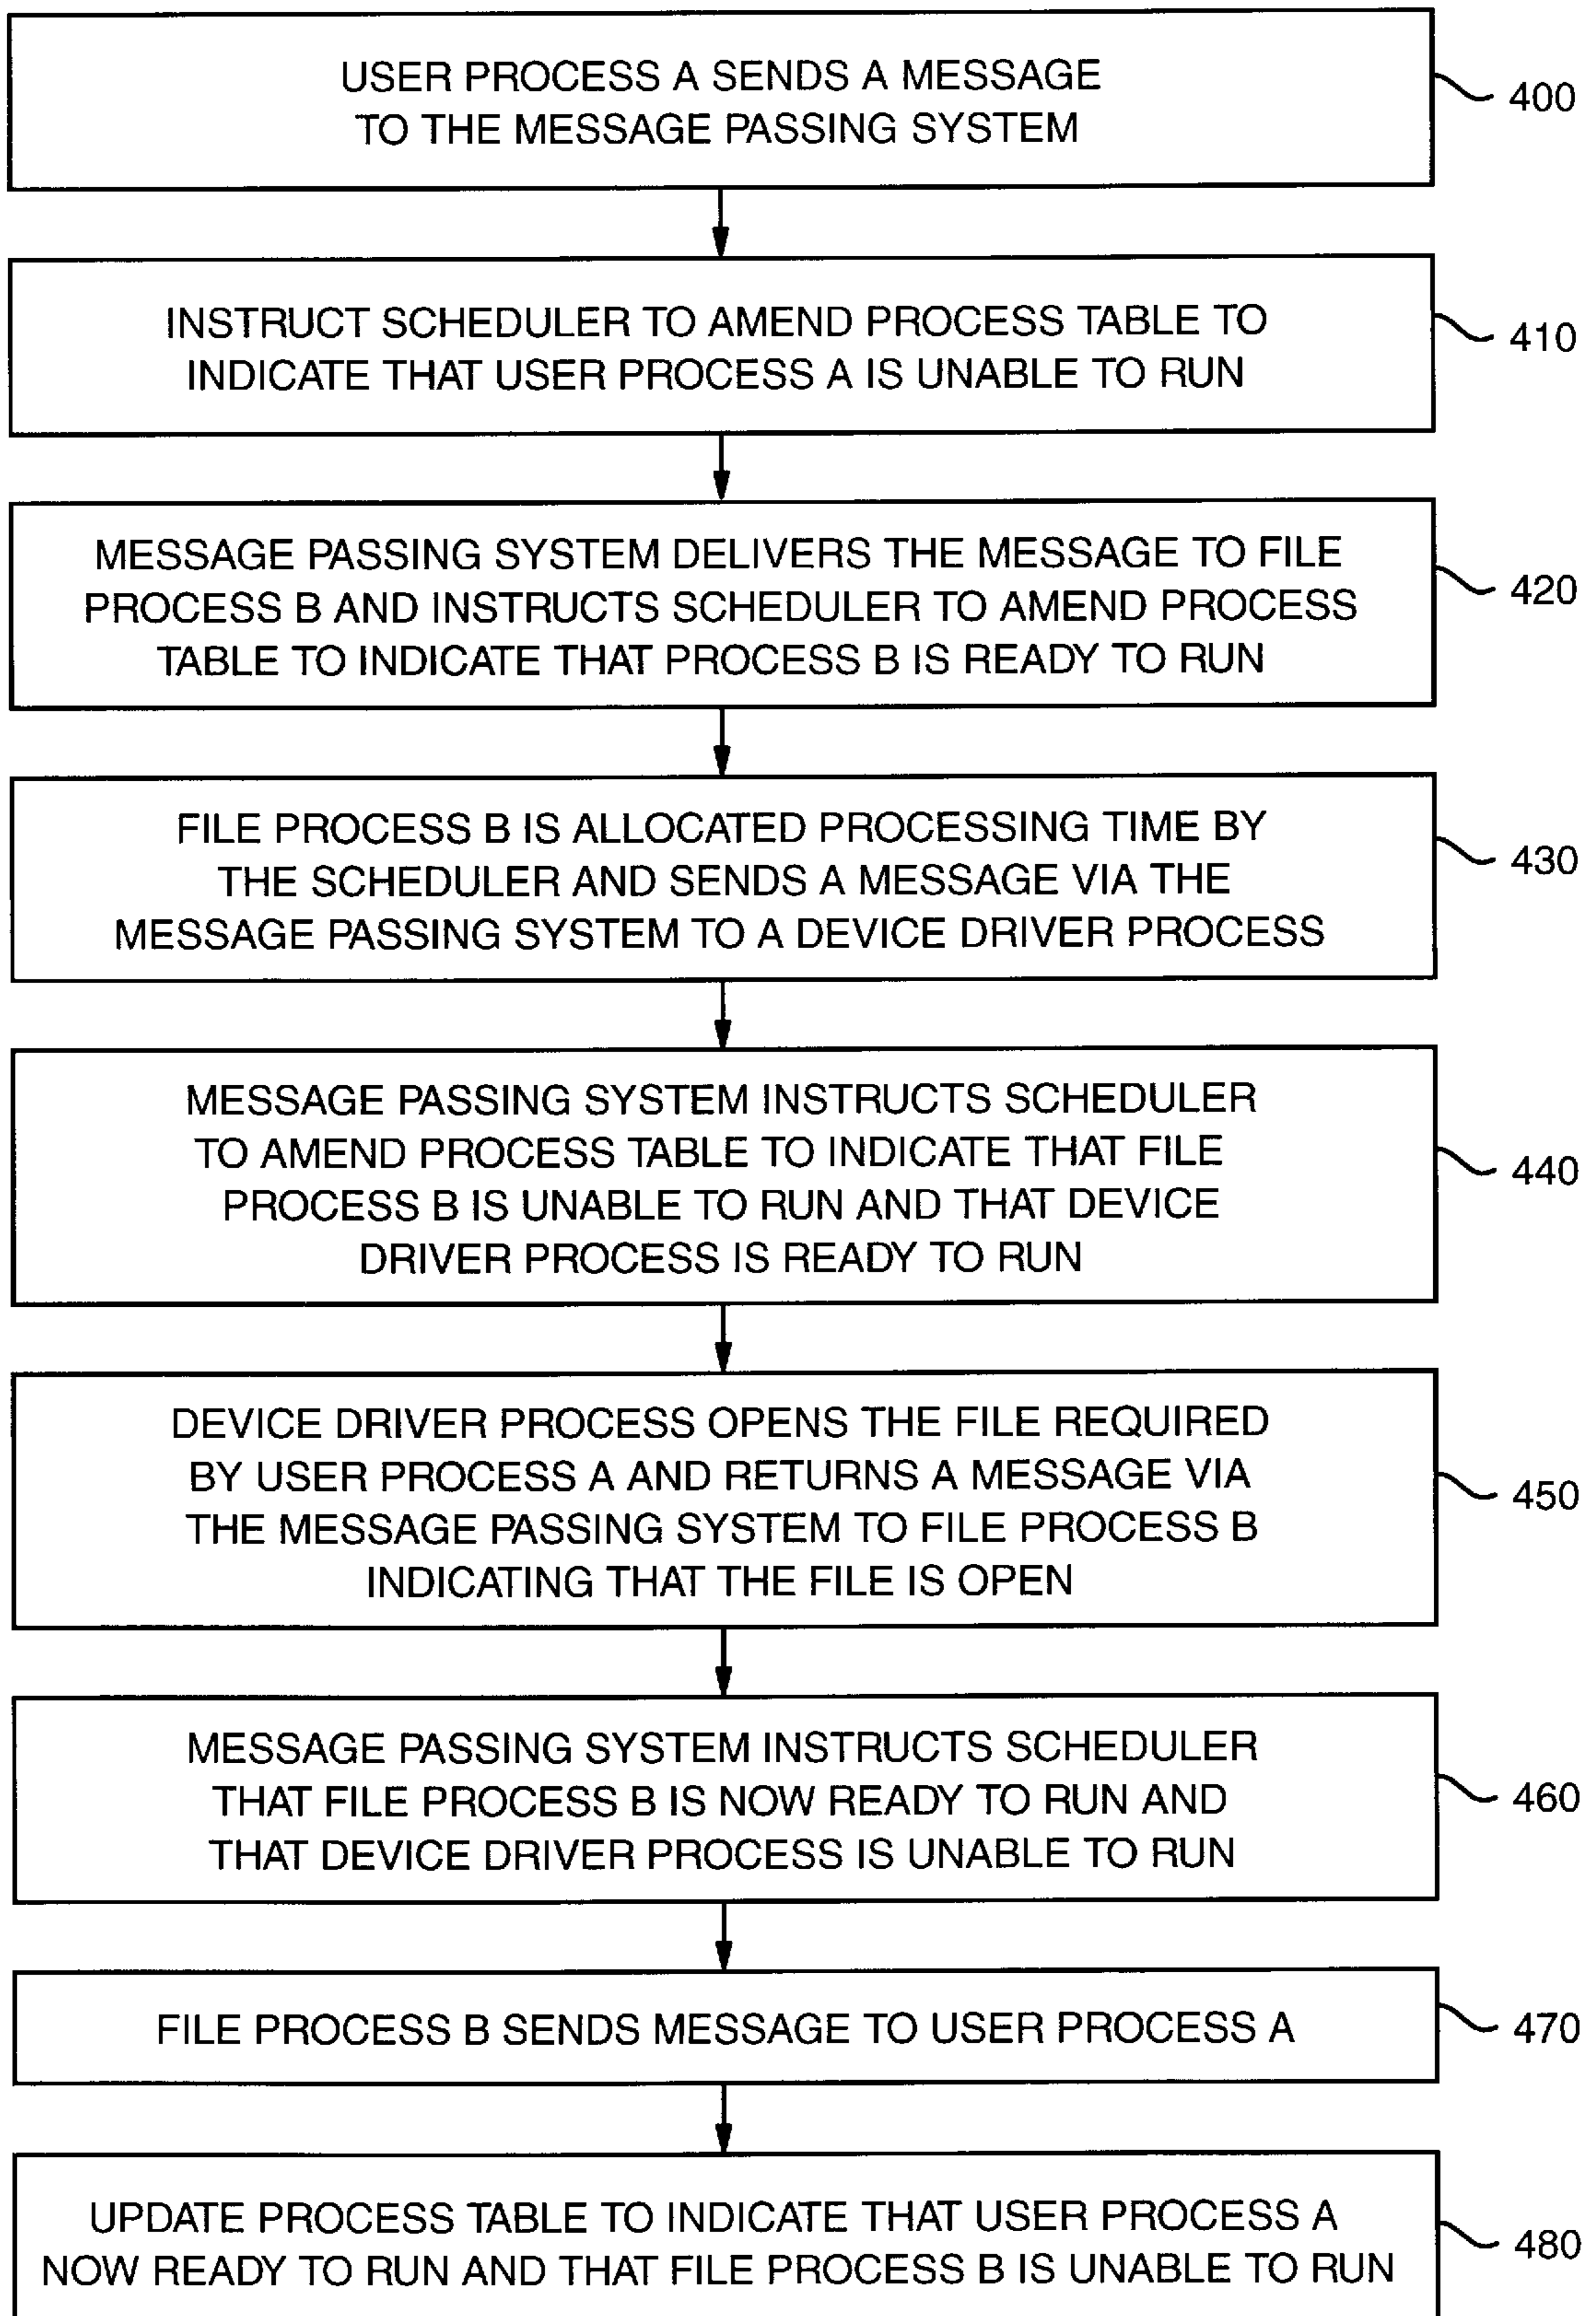 USER PROCESS A SENDS A MESSAGE
TO THE MESSAGE PASSING SYSTEM
400
INSTRUCT SCHEDULER TO AMEND PROCESS TABLE TO
INDICATE THAT USER PROCESS A IS UNABLE TO RUN
410
MESSAGE PASSING SYSTEM DELIVERS THE MESSAGE TO FILE
PROCESS B AND INSTRUCTS SCHEDULER TO AMEND PROCESS
TABLE TO INDICATE THAT PROCESS B IS READY TO RUN
420
FILE PROCESS B IS ALLOCATED PROCESSING TIME BY
THE SCHEDULER AND SENDS A MESSAGE VIA THE
MESSAGE PASSING SYSTEM TO A DEVICE DRIVER PROCESS
430
MESSAGE PASSING SYSTEM INSTRUCTS SCHEDULER
TO AMEND PROCESS TABLE TO INDICATE THAT FILE
PROCESS B IS UNABLE TO RUN AND THAT DEVICE
DRIVER PROCESS IS READY TO RUN
440
DEVICE DRIVER PROCESS OPENS THE FILE REQUIRED
BY USER PROCESS A AND RETURNS A MESSAGE VIA
THE MESSAGE PASSING SYSTEM TO FILE PROCESS B
INDICATING THAT THE FILE IS OPEN
450
MESSAGE PASSING SYSTEM INSTRUCTS SCHEDULER
THAT FILE PROCESS B IS NOW READY TO RUN AND
THAT DEVICE DRIVER PROCESS IS UNABLE TO RUN
460
FILE PROCESS B SENDS MESSAGE TO USER PROCESS A
470
UPDATE PROCESS TABLE TO INDICATE THAT USER PROCESS A
NOW READY TO RUN AND THAT FILE PROCESS B IS UNABLE TO RUN
480